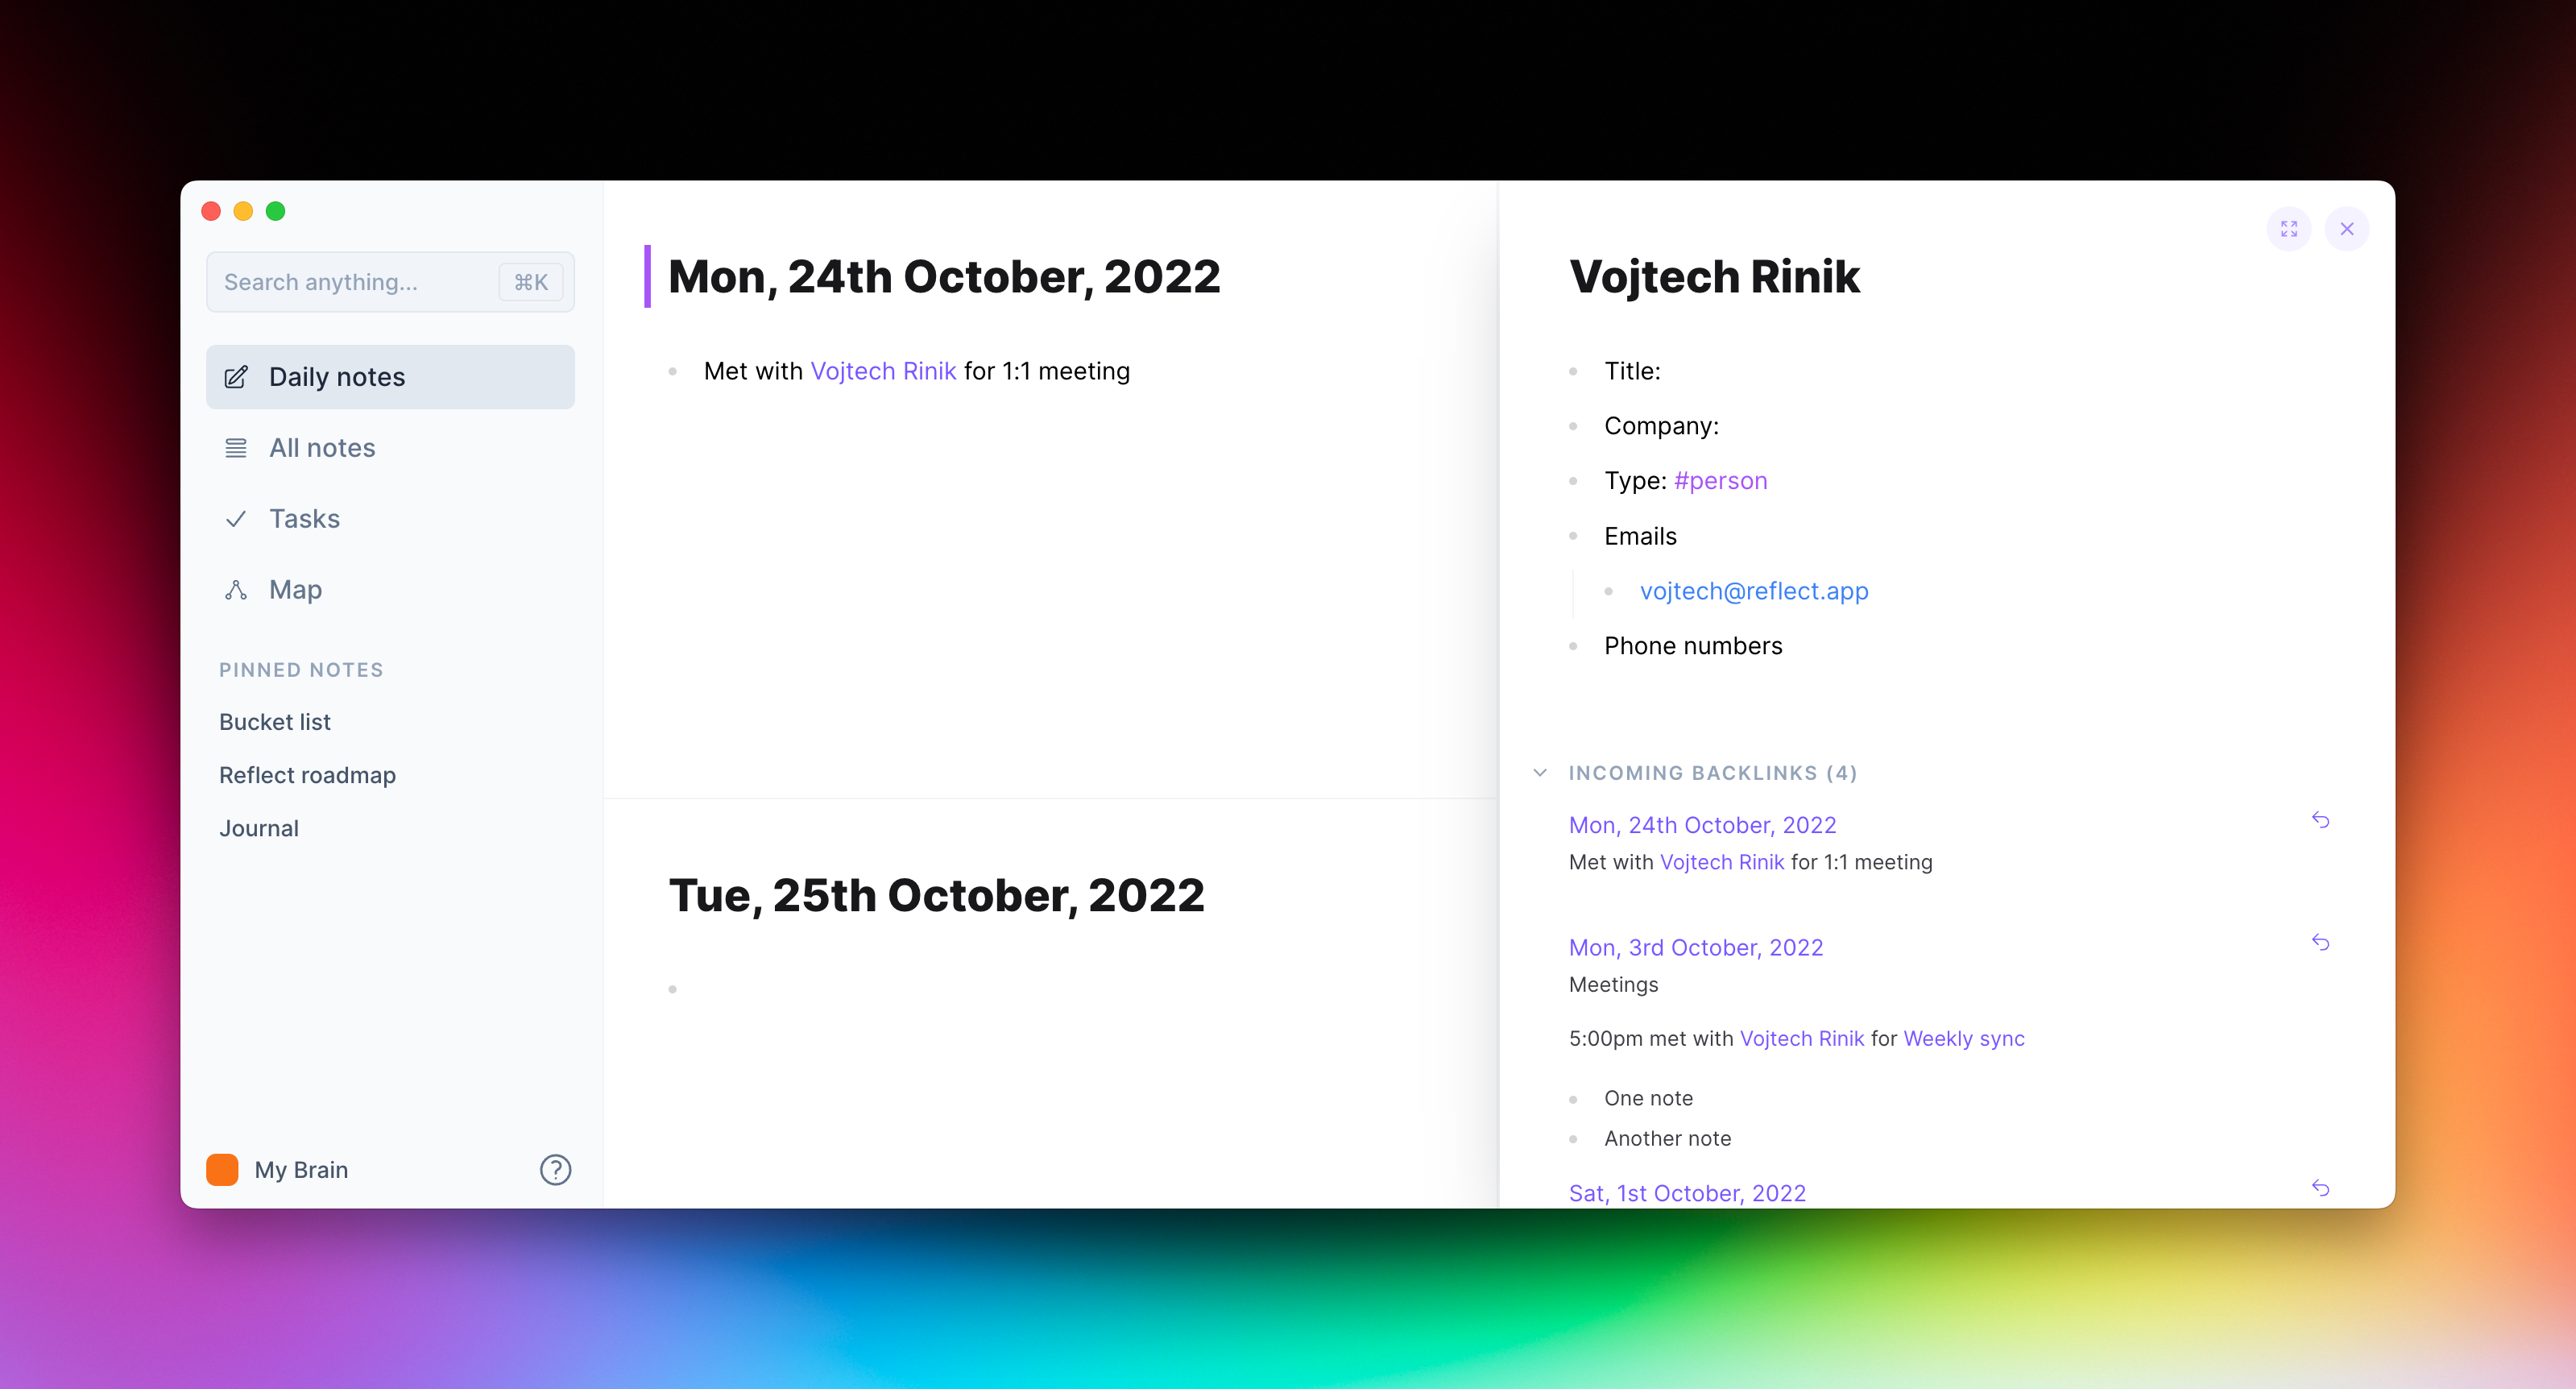 Search anything...
⌘K
Daily notes
All notes
Tasks
Map
PINNED NOTES
Bucket list
Reflect roadmap
Journal
My Brain
?
Mon, 24th October, 2022
Met with Vojtech Rinik for 1:1 meeting
Tue, 25th October, 2022
Vojtech Rinik
Title:
Company:
Type: #person
Emails
vojtech@reflect.app
Phone numbers
INCOMING BACKLINKS (4)
Mon, 24th October, 2022
Met with Vojtech Rinik for 1:1 meeting
Mon, 3rd October, 2022
Meetings
5:00pm met with Vojtech Rinik for Weekly sync
One note
Another note
Sat, 1st October, 2022